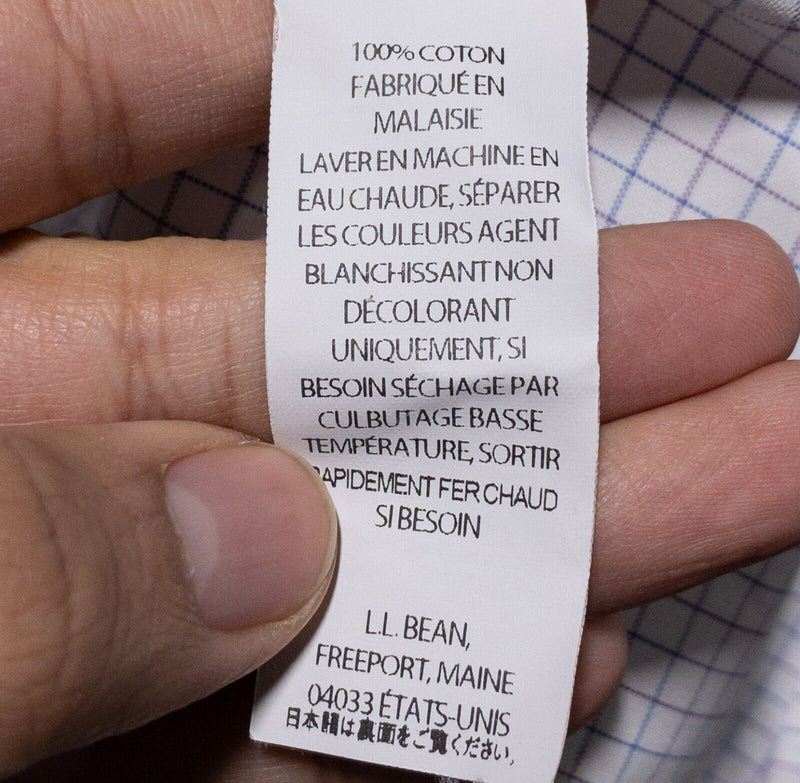 100% COTON
FABRIQUÉ EN
MALAISIE
LAVER EN MACHINE EN
EAU CHAUDE, SÉPARER
LES COULEURS AGENT
BLANCHISSANT NON
DÉCOLORANT
UNIQUEMENT, SI
BESOIN SÉCHAGE PAR
CULBUTAGE BASSE
TEMPÉRATURE, SORTIR
RAPIDEMENT FER CHAUD
SI BESOIN
L.L. BEAN,
FREEPORT, MAINE
04033 ÉTATS-UNIS
日本語は裏面をご覧ください。